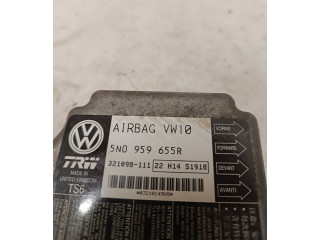 AIRBAG VW10
VORNE
5N0 959 655R
FORWARD
321898-111 22 H14 S1918
DEVANT
TRW
MADE IN
UNITED KINGDOM
TS6
AVANTI